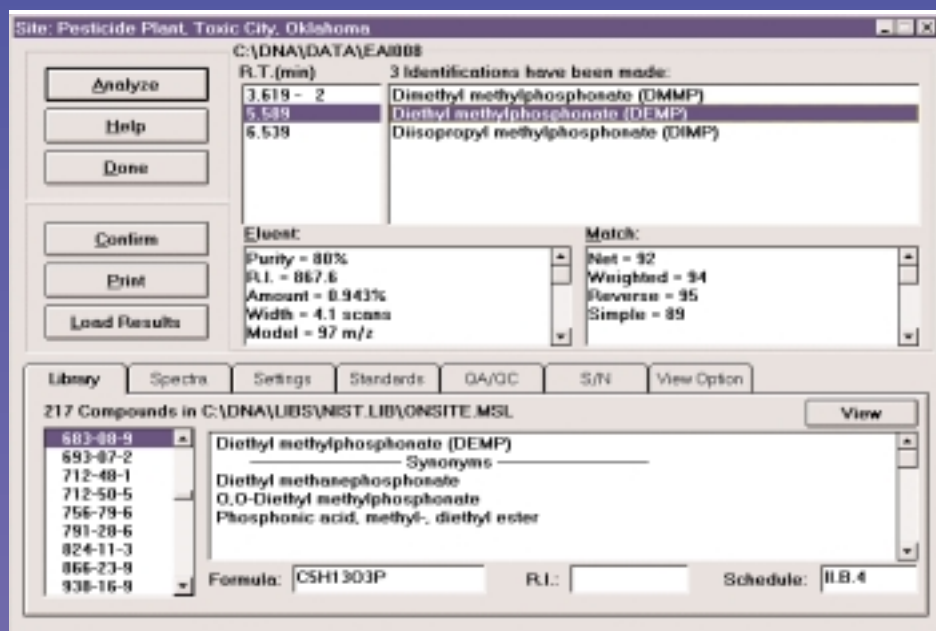 Site: Pesticide Plant, Toxic City, Oklahoma
C:\DNA\DATA\EAI008
R.T.(min) 3 Identifications have been made:
Analyze
3.619 - 2 Dimethyl methylphosphonate (DMMP)
5.509 Diethyl methylphosphonate (DEMP)
6.539 Diisopropyl methylphosphonate (DIMP)
Help
Done
Confirm
Print
Load Results
Eluent:
Purity = 80%
R.I. = 867.6
Amount = 0.943%
Width = 4.1 scans
Model = 97 m/z
Match:
Net = 92
Weighted = 94
Reverse = 95
Simple = 89
Library Spectra Settings Standards QA/QC S/N View Option
217 Compounds in C:\DNA\LIBS\NIST.LIB\ONSITE.MSL View
683-08-9
693-07-2
712-48-1
712-50-5
756-79-6
791-28-6
824-11-3
866-23-9
938-16-9
Diethyl methylphosphonate (DEMP)
Synonyms
Diethyl methanephosphonate
O,O-Diethyl methylphosphonate
Phosphonic acid, methyl-, diethyl ester
Formula: C5H13O3P R.I.: Schedule: II.B.4